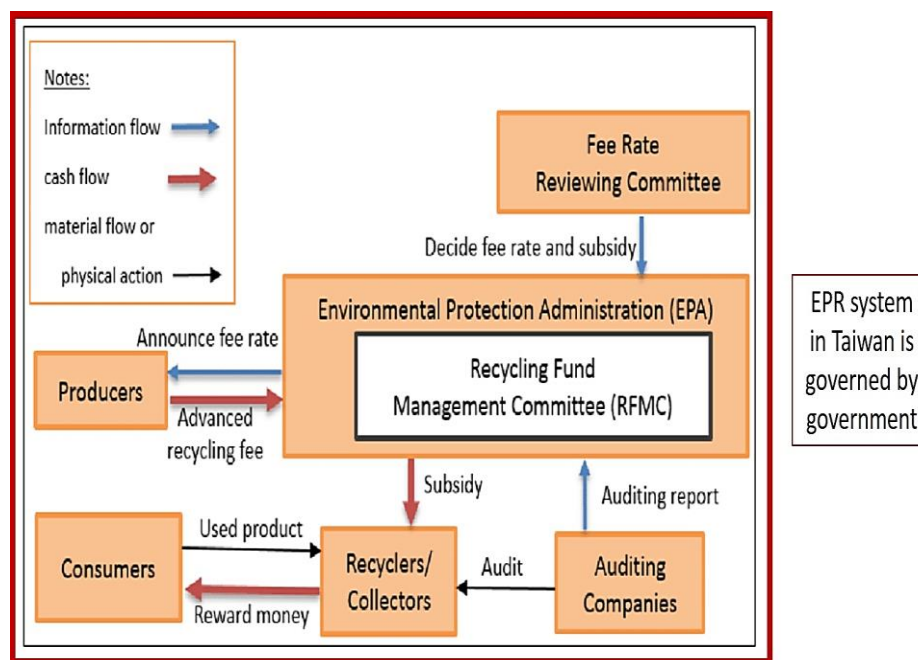 Notes:
Information flow
cash flow
material flow or
physical action
Fee Rate
Reviewing Committee
Decide fee rate and subsidy
Environmental Protection Administration (EPA)
Recycling Fund
Management Committee (RFMC)
Announce fee rate
Producers
Advanced
recycling fee
Subsidy
Auditing report
Consumers
Used product
Reward money
Recyclers/
Collectors
Audit
Auditing
Companies
EPR system
in Taiwan is
governed by
government